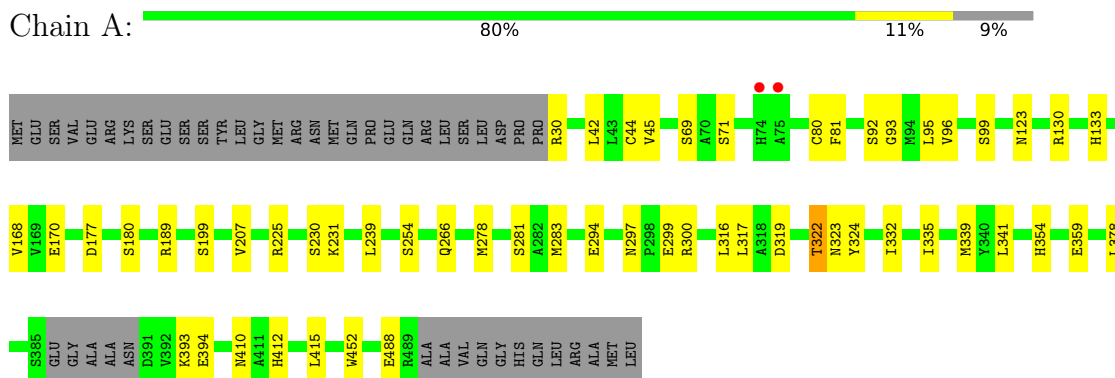 Chain A:
80% 11% 9%
MET GLU SER SER VAL GLU ARG LYS SER GLU SER SER TYR LEU GLY MET ARG ASN MET GLN PRO GLU GLN ARG LEU SER LEU ASP PRO PRO R30 L42 L43 C44 V45 S69 A70 S71 H74 A75 C80 F81 S92 G93 M94 L95 V96 S99 N123 R130 H133
V168 V169 E170 D177 S180 R189 S199 V207 R225 S230 K231 L239 S254 Q266 M278 S281 A282 M283 E294 N297 P298 E299 R300 L316 L317 A318 D319 T322 N323 Y324 I332 I335 M339 Y340 L341 H354 E359
S385 GLU GLY ALA ALA ASN D391 V392 K393 E394 N410 A411 H412 L415 W452 E488 R489 ALA ALA VAL GLN GLY HIS GLN LEU ARG ALA MET LEU